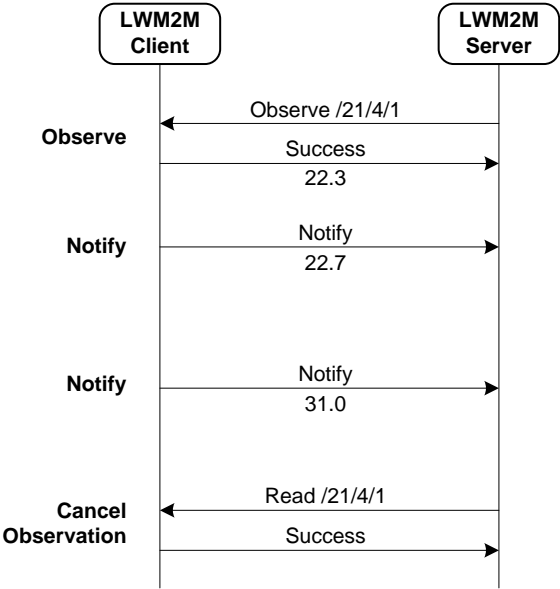 LWM2M
Client
LWM2M
Server
Observe /21/4/1
Observe
Success
22.3
Notify
Notify
22.7
Notify
Notify
31.0
Read /21/4/1
Cancel
Observation
Success